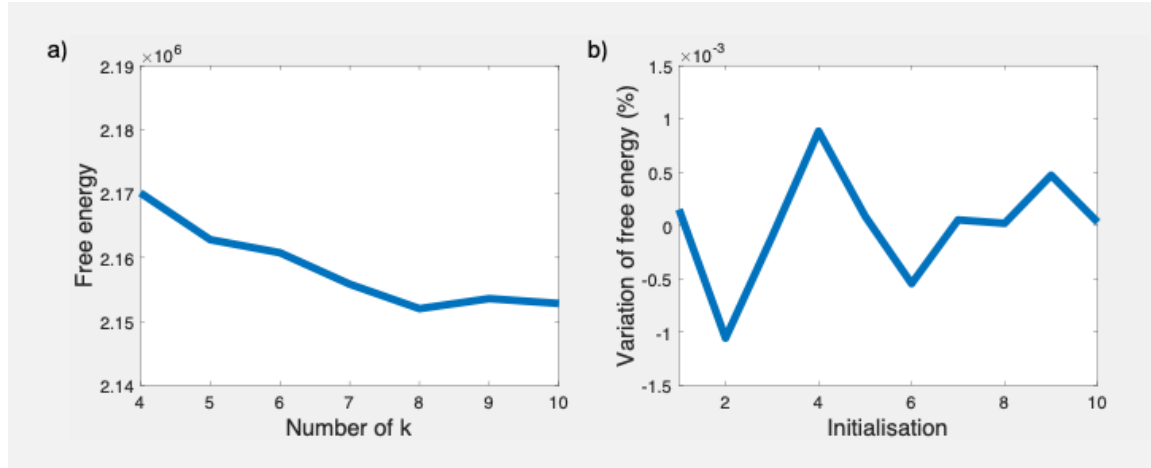 a)
×10⁶
2.19
2.18
2.17
2.16
2.15
2.14
Free energy
4 5 6 7 8 9 10
Number of k
b)
×10⁻³
1.5
1
0.5
0
-0.5
-1
-1.5
Variation of free energy (%)
2 4 6 8 10
Initialisation